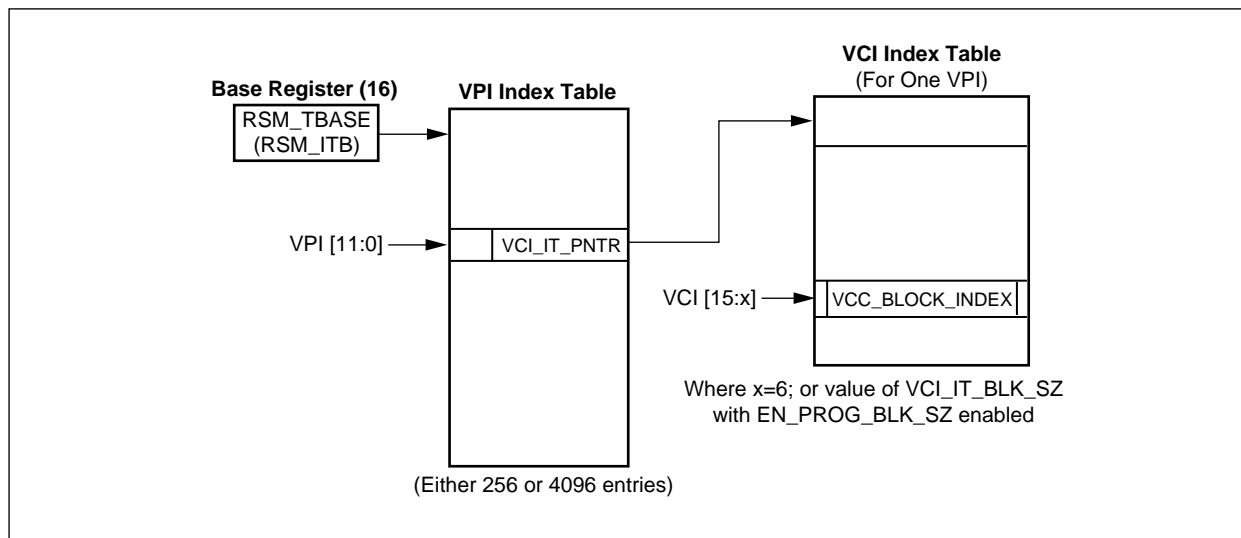 Base Register (16)
RSM_TBASE
(RSM_ITB)
VPI Index Table
VPI [11:0]
VCI_IT_PNTR
(Either 256 or 4096 entries)
VCI Index Table
(For One VPI)
VCI [15:x]
VCC_BLOCK_INDEX
Where x=6; or value of VCI_IT_BLK_SZ
with EN_PROG_BLK_SZ enabled